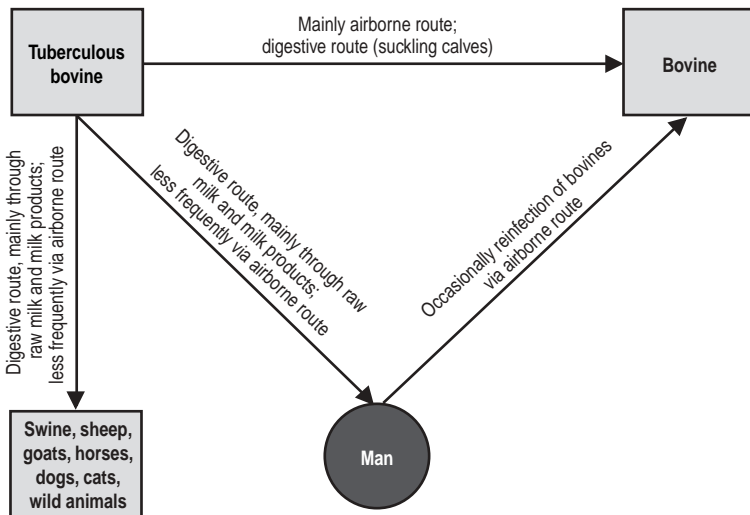 Mainly airborne route;
digestive route (suckling calves)
Tuberculous
bovine
Bovine
Digestive route, mainly through
raw milk and milk products;
less frequently via airborne route
Digestive route, mainly through raw
milk and milk products;
less frequently via airborne route
Occasionally reinfection of bovines
via airborne route
Swine, sheep,
goats, horses,
dogs, cats,
wild animals
Man